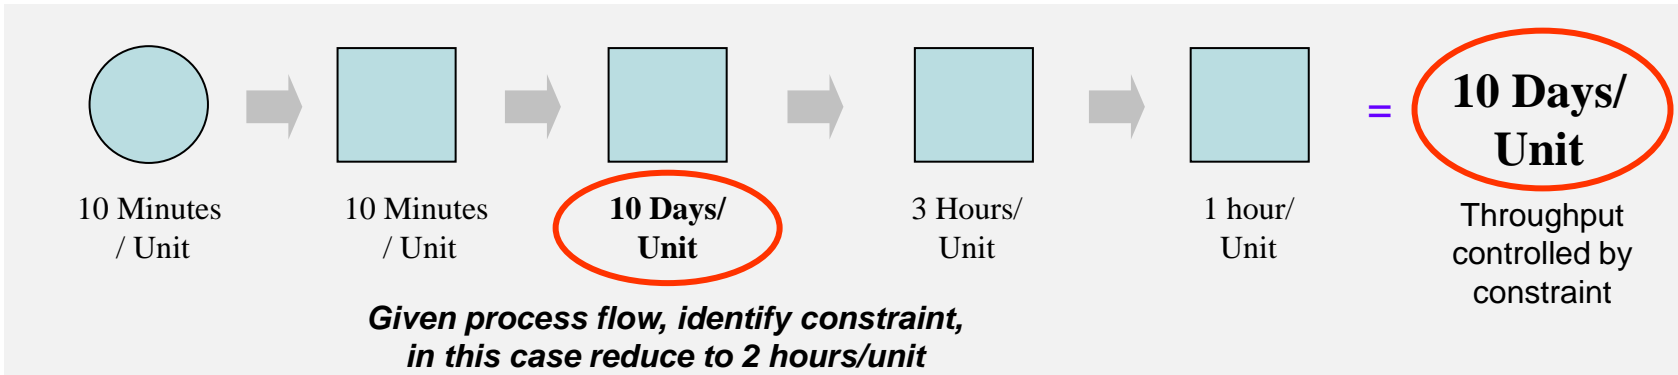 10 Minutes
/ Unit
10 Minutes
/ Unit
10 Days/
Unit
3 Hours/
Unit
1 hour/
Unit
=
10 Days/
Unit
Throughput
controlled by
constraint
Given process flow, identify constraint,
in this case reduce to 2 hours/unit